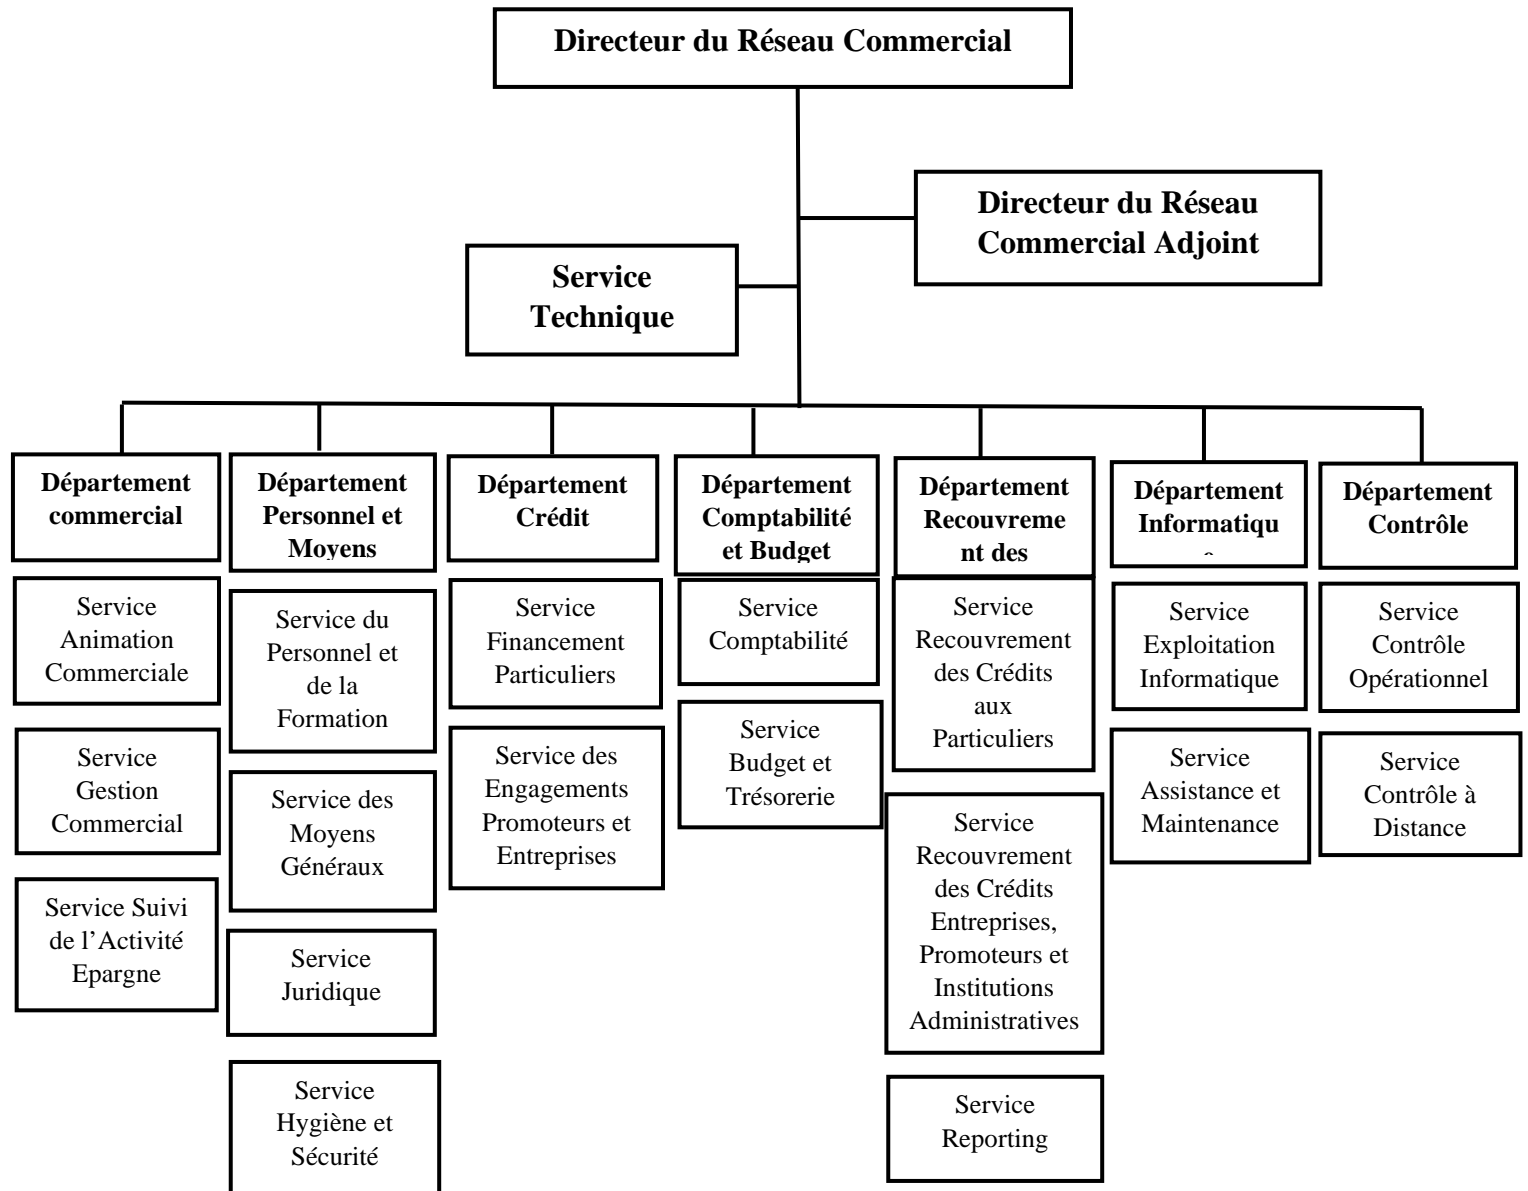 Directeur du Réseau Commercial
Directeur du Réseau
Commercial Adjoint
Service
Technique
Département
commercial
Service
Animation
Commerciale
Service
Gestion
Commercial
Service Suivi
de l’Activité
Epargne
Département
Personnel et
Moyens
Service du
Personnel et
de la
Formation
Service des
Moyens
Généraux
Service
Juridique
Service
Hygiène et
Sécurité
Département
Crédit
Service
Financement
Particuliers
Service des
Engagements
Promoteurs et
Entreprises
Département
Comptabilité
et Budget
Service
Comptabilité
Service
Budget et
Trésorerie
Département
Recouvreme
nt des
Service
Recouvrement
des Crédits
aux
Particuliers
Service
Recouvrement
des Crédits
Entreprises,
Promoteurs et
Institutions
Administratives
Service
Reporting
Département
Informatiqu
Service
Exploitation
Informatique
Service
Assistance et
Maintenance
Département
Contrôle
Service
Contrôle
Opérationnel
Service
Contrôle à
Distance